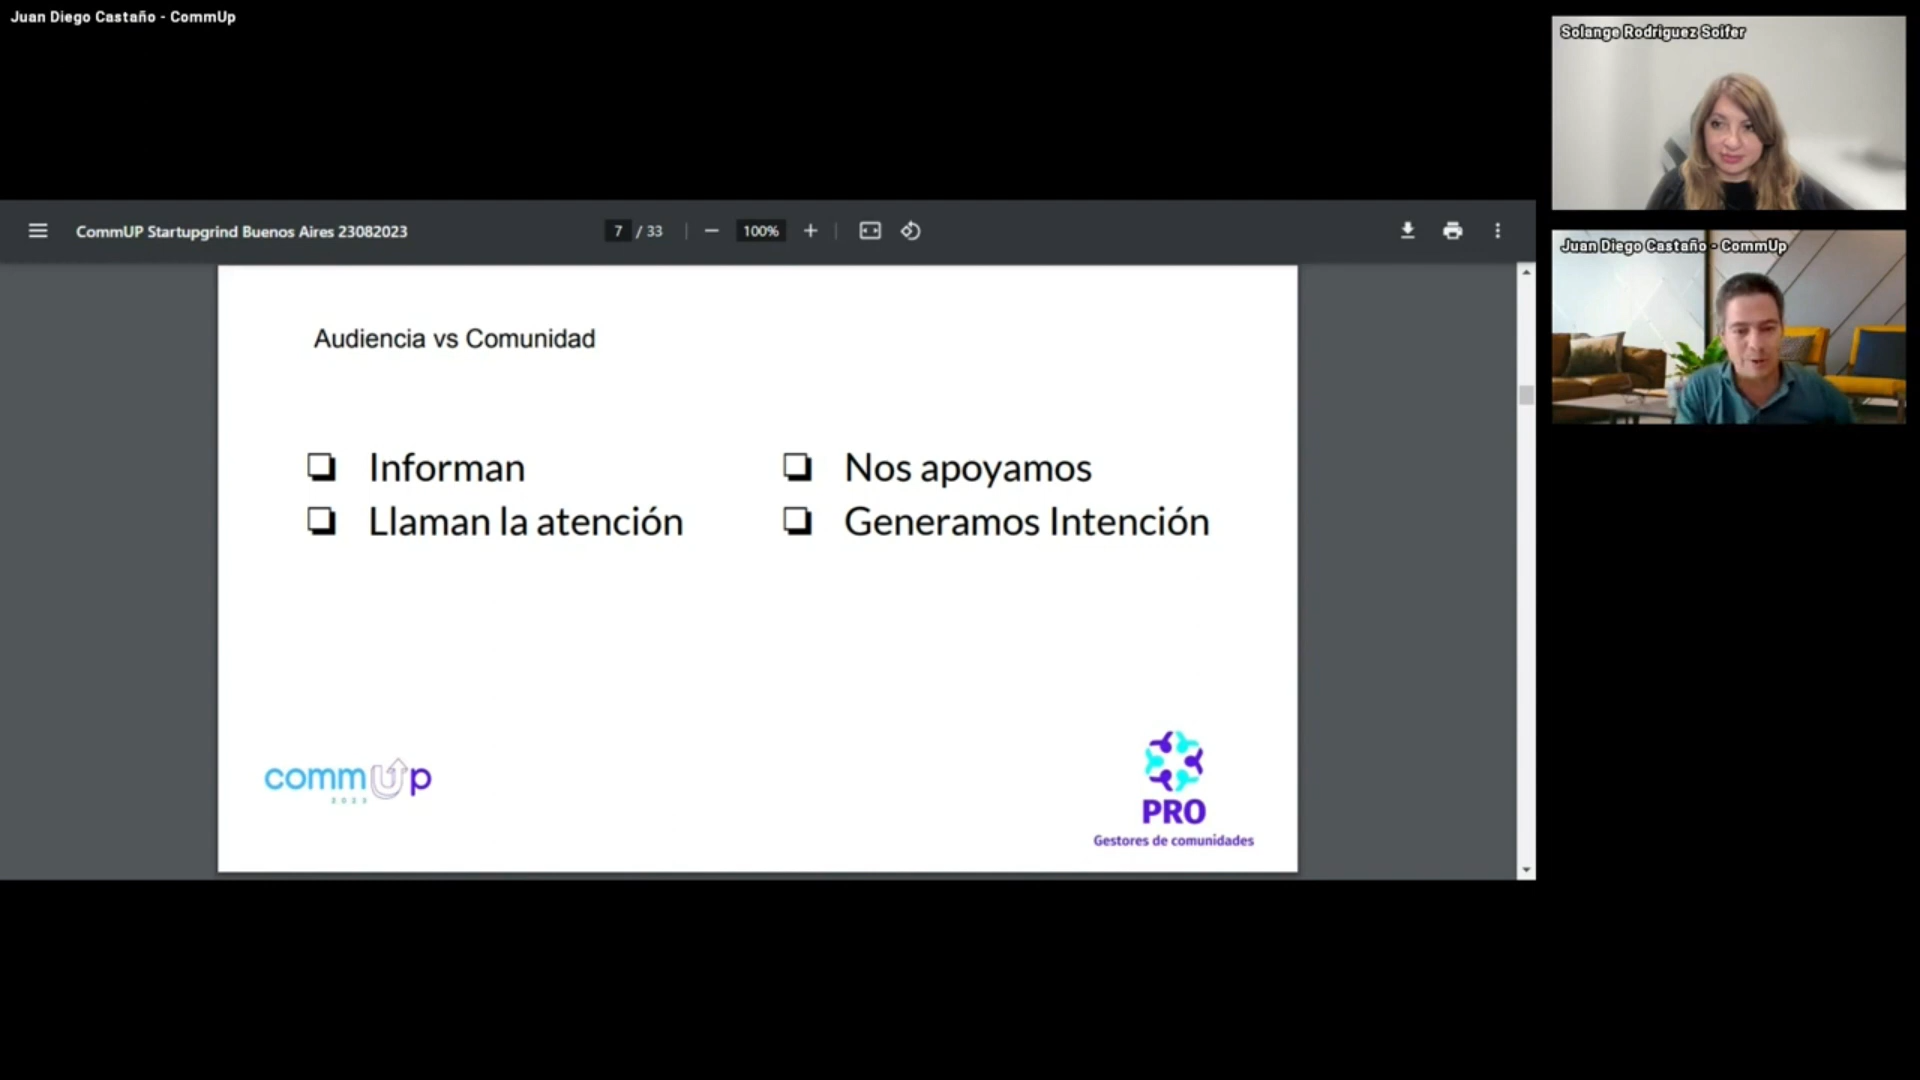 Juan Diego Castaño - CommUp
Solange Rodriguez Soifer
CommUP Startupgrind Buenos Aires 23082023
7 / 33
100%
Juan Diego Castaño - CommUp
Audiencia vs Comunidad
❏ Informan
❏ Llaman la atención
❏ Nos apoyamos
❏ Generamos Intención
commUp
2023
PRO
Gestores de comunidades